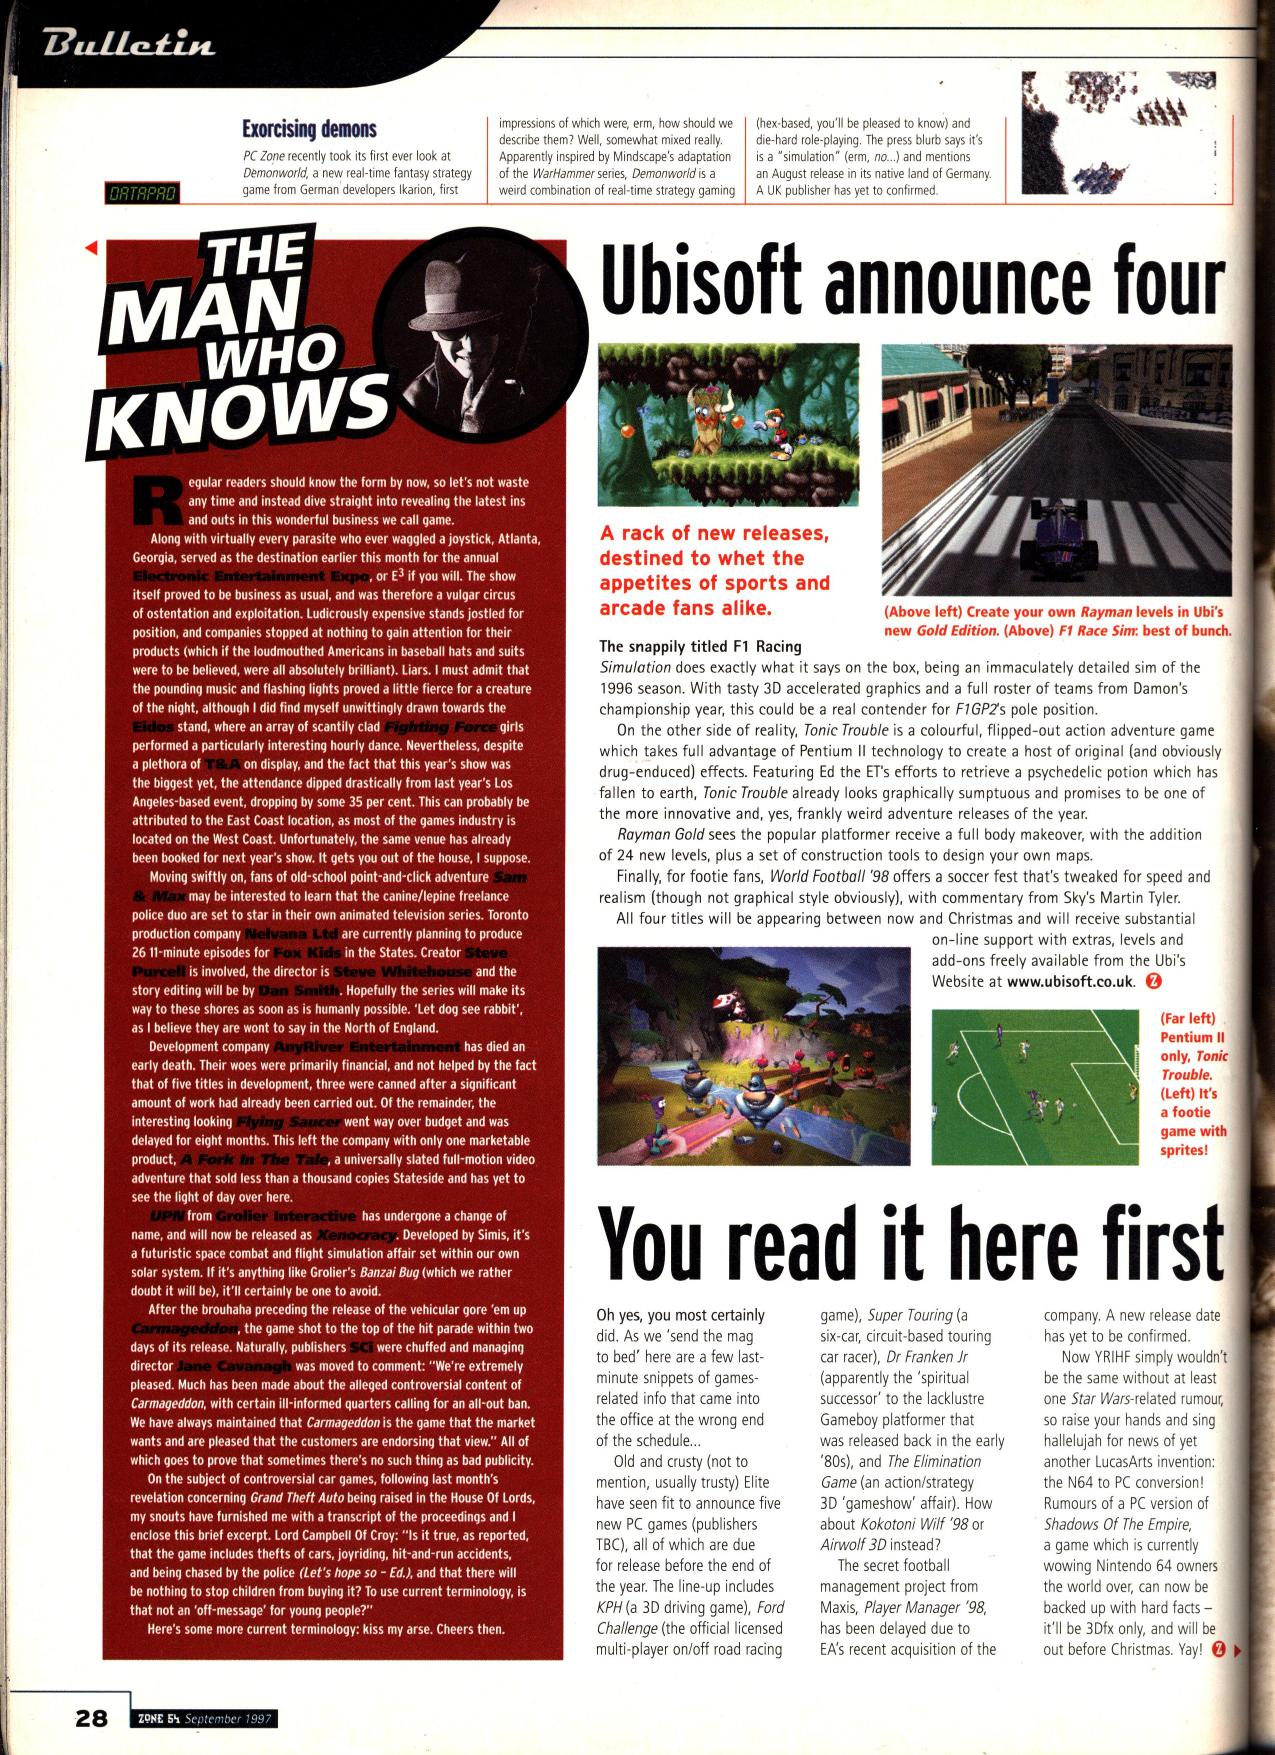 Bulletin
DATAPAD
Exorcising demons
PC Zone recently took its first ever look at
Demonworld, a new real-time fantasy strategy
game from German developers Ikarion, first
impressions of which were, erm, how should we
describe them? Well, somewhat mixed really.
Apparently inspired by Mindscape's adaptation
of the WarHammer series, Demonworld is a
weird combination of real-time strategy gaming
(hex-based, you'll be pleased to know) and
die-hard role-playing. The press blurb says it's
is a "simulation" (erm, no...) and mentions
an August release in its native land of Germany.
A UK publisher has yet to confirmed.
THE
MAN
WHO
KNOWS
Regular readers should know the form by now, so let's not waste
any time and instead dive straight into revealing the latest ins
and outs in this wonderful business we call game.
Along with virtually every parasite who ever waggled a joystick, Atlanta,
Georgia, served as the destination earlier this month for the annual
Electronic Entertainment Expo, or E3 if you will. The show
itself proved to be business as usual, and was therefore a vulgar circus
of ostentation and exploitation. Ludicrously expensive stands jostled for
position, and companies stopped at nothing to gain attention for their
products (which if the loudmouthed Americans in baseball hats and suits
were to be believed, were all absolutely brilliant). Liars. I must admit that
the pounding music and flashing lights proved a little fierce for a creature
of the night, although I did find myself unwittingly drawn towards the
Eidos stand, where an array of scantily clad Fighting Force girls
performed a particularly interesting hourly dance. Nevertheless, despite
a plethora of T&A on display, and the fact that this year's show was
the biggest yet, the attendance dipped drastically from last year's Los
Angeles-based event, dropping by some 35 per cent. This can probably be
attributed to the East Coast location, as most of the games industry is
located on the West Coast. Unfortunately, the same venue has already
been booked for next year's show. It gets you out of the house, I suppose.
Moving swiftly on, fans of old-school point-and-click adventure Sam
& Max may be interested to learn that the canine/lepine freelance
police duo are set to star in their own animated television series. Toronto
production company Nelvana Ltd are currently planning to produce
26 11-minute episodes for Fox Kids in the States. Creator Steve
Purcell is involved, the director is Steve Whitehouse and the
story editing will be by Dan Smith. Hopefully the series will make its
way to these shores as soon as is humanly possible. 'Let dog see rabbit',
as I believe they are wont to say in the North of England.
Development company AnyRiver Entertainment has died an
early death. Their woes were primarily financial, and not helped by the fact
that of five titles in development, three were canned after a significant
amount of work had already been carried out. Of the remainder, the
interesting looking Flying Saucer went way over budget and was
delayed for eight months. This left the company with only one marketable
product, A Fork In The Tale, a universally slated full-motion video
adventure that sold less than a thousand copies Stateside and has yet to
see the light of day over here.
UPN from Grolier Interactive has undergone a change of
name, and will now be released as Xenocracy. Developed by Simis, it's
a futuristic space combat and flight simulation affair set within our own
solar system. If it's anything like Grolier's Banzai Bug (which we rather
doubt it will be), it'll certainly be one to avoid.
After the brouhaha preceding the release of the vehicular gore 'em up
Carmageddon, the game shot to the top of the hit parade within two
days of its release. Naturally, publishers SCi were chuffed and managing
director Jane Cavanagh was moved to comment: "We're extremely
pleased. Much has been made about the alleged controversial content of
Carmageddon, with certain ill-informed quarters calling for an all-out ban.
We have always maintained that Carmageddon is the game that the market
wants and are pleased that the customers are endorsing that view." All of
which goes to prove that sometimes there's no such thing as bad publicity.
On the subject of controversial car games, following last month's
revelation concerning Grand Theft Auto being raised in the House Of Lords,
my snouts have furnished me with a transcript of the proceedings and I
enclose this brief excerpt. Lord Campbell Of Croy: "Is it true, as reported,
that the game includes thefts of cars, joyriding, hit-and-run accidents,
and being chased by the police (Let's hope so – Ed.), and that there will
be nothing to stop children from buying it? To use current terminology, is
that not an 'off-message' for young people?"
Here's some more current terminology: kiss my arse. Cheers then.
Ubisoft announce four
A rack of new releases,
destined to whet the
appetites of sports and
arcade fans alike.
(Above left) Create your own Rayman levels in Ubi's
new Gold Edition. (Above) F1 Race Sim: best of bunch.
The snappily titled F1 Racing
Simulation does exactly what it says on the box, being an immaculately detailed sim of the
1996 season. With tasty 3D accelerated graphics and a full roster of teams from Damon's
championship year, this could be a real contender for F1GP2's pole position.
On the other side of reality, Tonic Trouble is a colourful, flipped-out action adventure game
which takes full advantage of Pentium II technology to create a host of original (and obviously
drug-enduced) effects. Featuring Ed the ET's efforts to retrieve a psychedelic potion which has
fallen to earth, Tonic Trouble already looks graphically sumptuous and promises to be one of
the more innovative and, yes, frankly weird adventure releases of the year.
Rayman Gold sees the popular platformer receive a full body makeover, with the addition
of 24 new levels, plus a set of construction tools to design your own maps.
Finally, for footie fans, World Football '98 offers a soccer fest that's tweaked for speed and
realism (though not graphical style obviously), with commentary from Sky's Martin Tyler.
All four titles will be appearing between now and Christmas and will receive substantial
on-line support with extras, levels and
add-ons freely available from the Ubi's
Website at www.ubisoft.co.uk. Z
(Far left)
Pentium II
only, Tonic
Trouble.
(Left) It's
a footie
game with
sprites!
You read it here first
Oh yes, you most certainly
did. As we 'send the mag
to bed' here are a few last-
minute snippets of games-
related info that came into
the office at the wrong end
of the schedule...
Old and crusty (not to
mention, usually trusty) Elite
have seen fit to announce five
new PC games (publishers
TBC), all of which are due
for release before the end of
the year. The line-up includes
KPH (a 3D driving game), Ford
Challenge (the official licensed
multi-player on/off road racing
game), Super Touring (a
six-car, circuit-based touring
car racer), Dr Franken Jr
(apparently the 'spiritual
successor' to the lacklustre
Gameboy platformer that
was released back in the early
'80s), and The Elimination
Game (an action/strategy
3D 'gameshow' affair). How
about Kokotoni Wilf '98 or
Airwolf 3D instead?
The secret football
management project from
Maxis, Player Manager '98,
has been delayed due to
EA's recent acquisition of the
company. A new release date
has yet to be confirmed.
Now YRIHF simply wouldn't
be the same without at least
one Star Wars-related rumour,
so raise your hands and sing
hallelujah for news of yet
another LucasArts invention:
the N64 to PC conversion!
Rumours of a PC version of
Shadows Of The Empire,
a game which is currently
wowing Nintendo 64 owners
the world over, can now be
backed up with hard facts –
it'll be 3Dfx only, and will be
out before Christmas. Yay! Z
28
ZONE 54 September 1997